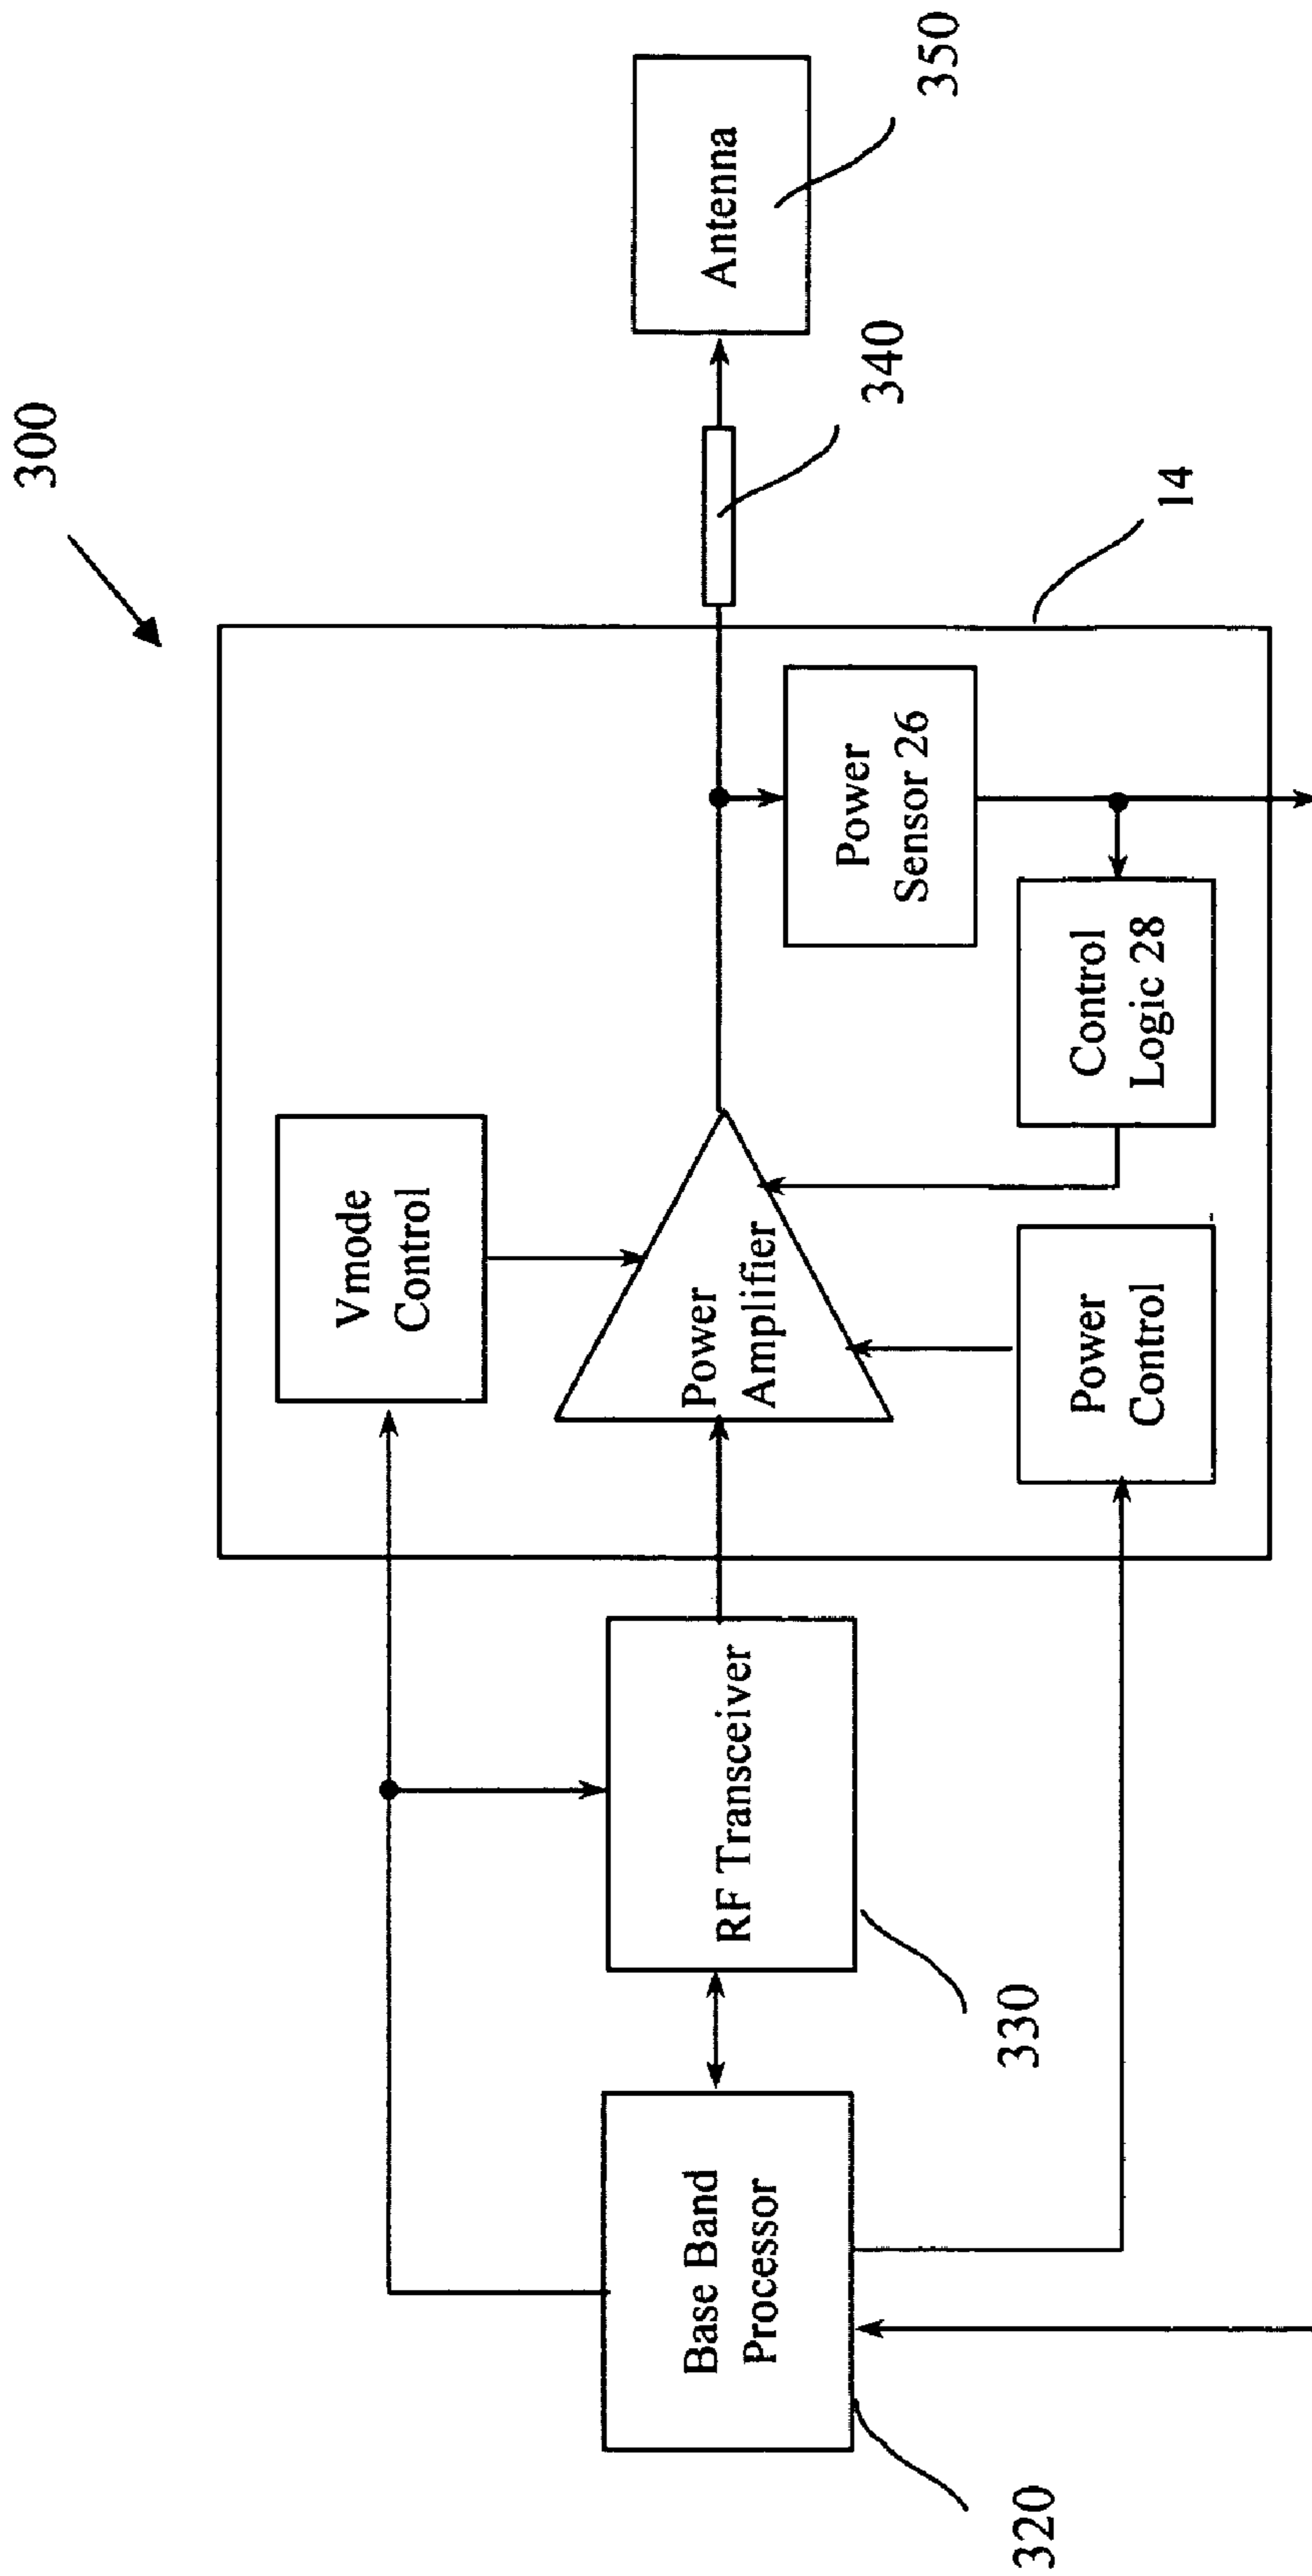 300
Vmode
Control
Base Band
Processor
RF Transceiver
Power
Amplifier
Antenna
Power
Sensor 26
Power
Control
Control
Logic 28
320
330
14
340
350